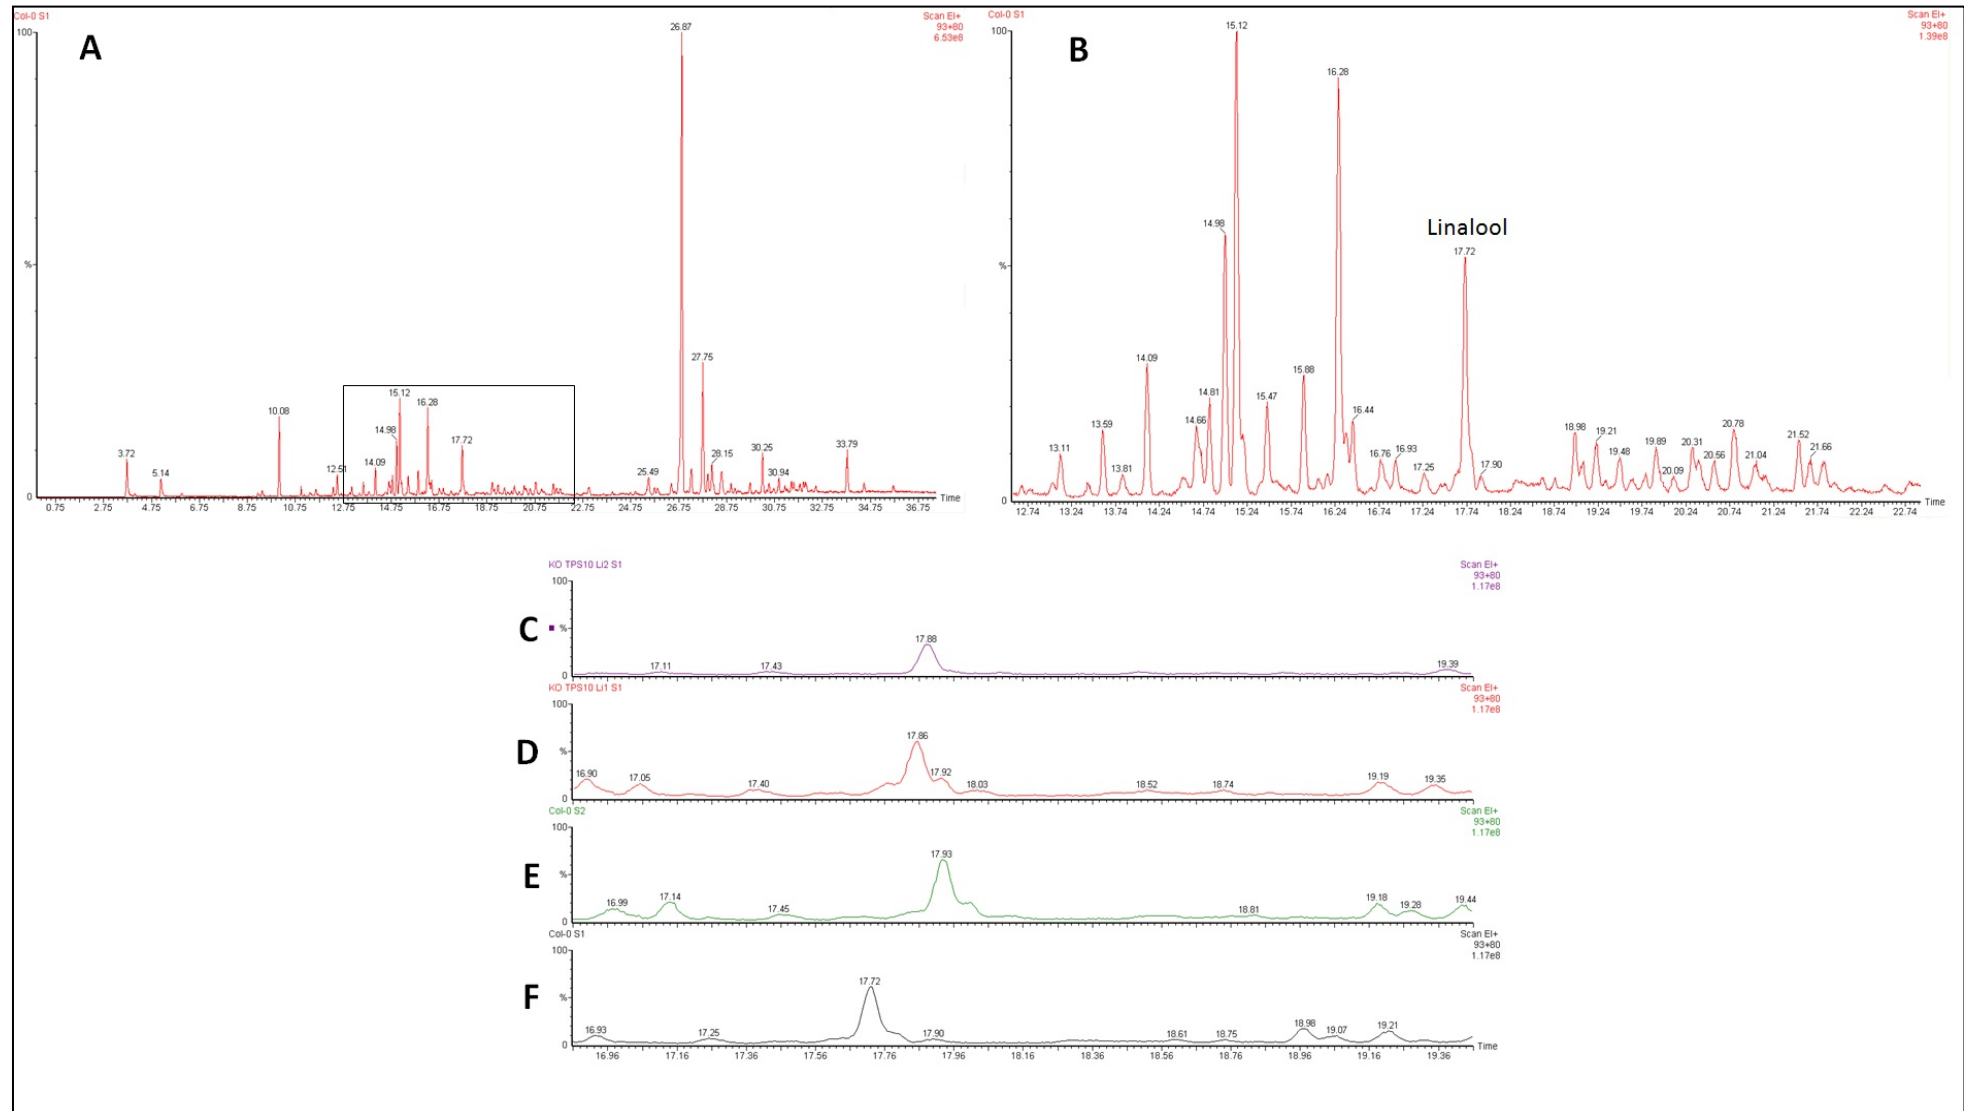 Col-0 S1
Scan EI+
93+80
6.53e8
A
100
%
0
26.87
27.75
28.15
25.49
30.25
30.94
33.79
3.72
5.14
10.08
12.51
14.09
14.98
15.12
16.28
17.72
0.75 2.75 4.75 6.75 8.75 10.75 12.75 14.75 16.75 18.75 20.75 22.75 24.75 26.75 28.75 30.75 32.75 34.75 36.75
Time
Col-0 S1
Scan EI+
93+80
1.39e8
B
100
%
0
Linalool
13.11
13.59
13.81
14.09
14.66
14.81
14.98
15.12
15.47
15.88
16.28
16.44
16.76
16.93
17.25
17.72
17.90
18.98
19.21
19.48
19.89
20.09
20.31
20.56
20.78
21.04
21.52
21.66
12.74 13.24 13.74 14.24 14.74 15.24 15.74 16.24 16.74 17.24 17.74 18.24 18.74 19.24 19.74 20.24 20.74 21.24 21.74 22.24 22.74
Time
KO TPS10 Li2 S1
Scan EI+
93+80
1.17e8
C
100
%
0
17.11 17.43 17.88 19.39
KO TPS10 Li1 S1
Scan EI+
93+80
1.17e8
D
100
%
0
16.90 17.05 17.40 17.86 17.92 18.03 18.52 18.74 19.19 19.35
Col-0 S2
Scan EI+
93+80
1.17e8
E
100
%
0
16.99 17.14 17.45 17.93 18.81 19.18 19.28 19.44
Col-0 S1
Scan EI+
93+80
1.17e8
F
100
%
0
16.93 17.25 17.72 17.90 18.61 18.75 18.98 19.07 19.21
16.96 17.16 17.36 17.56 17.76 17.96 18.16 18.36 18.56 18.76 18.96 19.16 19.36
Time